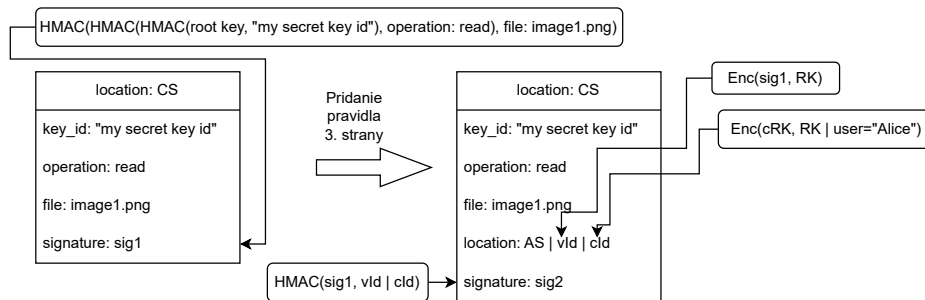 HMAC(HMAC(HMAC(root key, "my secret key id"), operation: read), file: image1.png)
location: CS
key_id: "my secret key id"
operation: read
file: image1.png
signature: sig1
Pridanie
pravidla
3. strany
location: CS
key_id: "my secret key id"
operation: read
file: image1.png
location: AS | vId | cId
signature: sig2
Enc(sig1, RK)
Enc(cRK, RK | user="Alice")
HMAC(sig1, vId | cId)